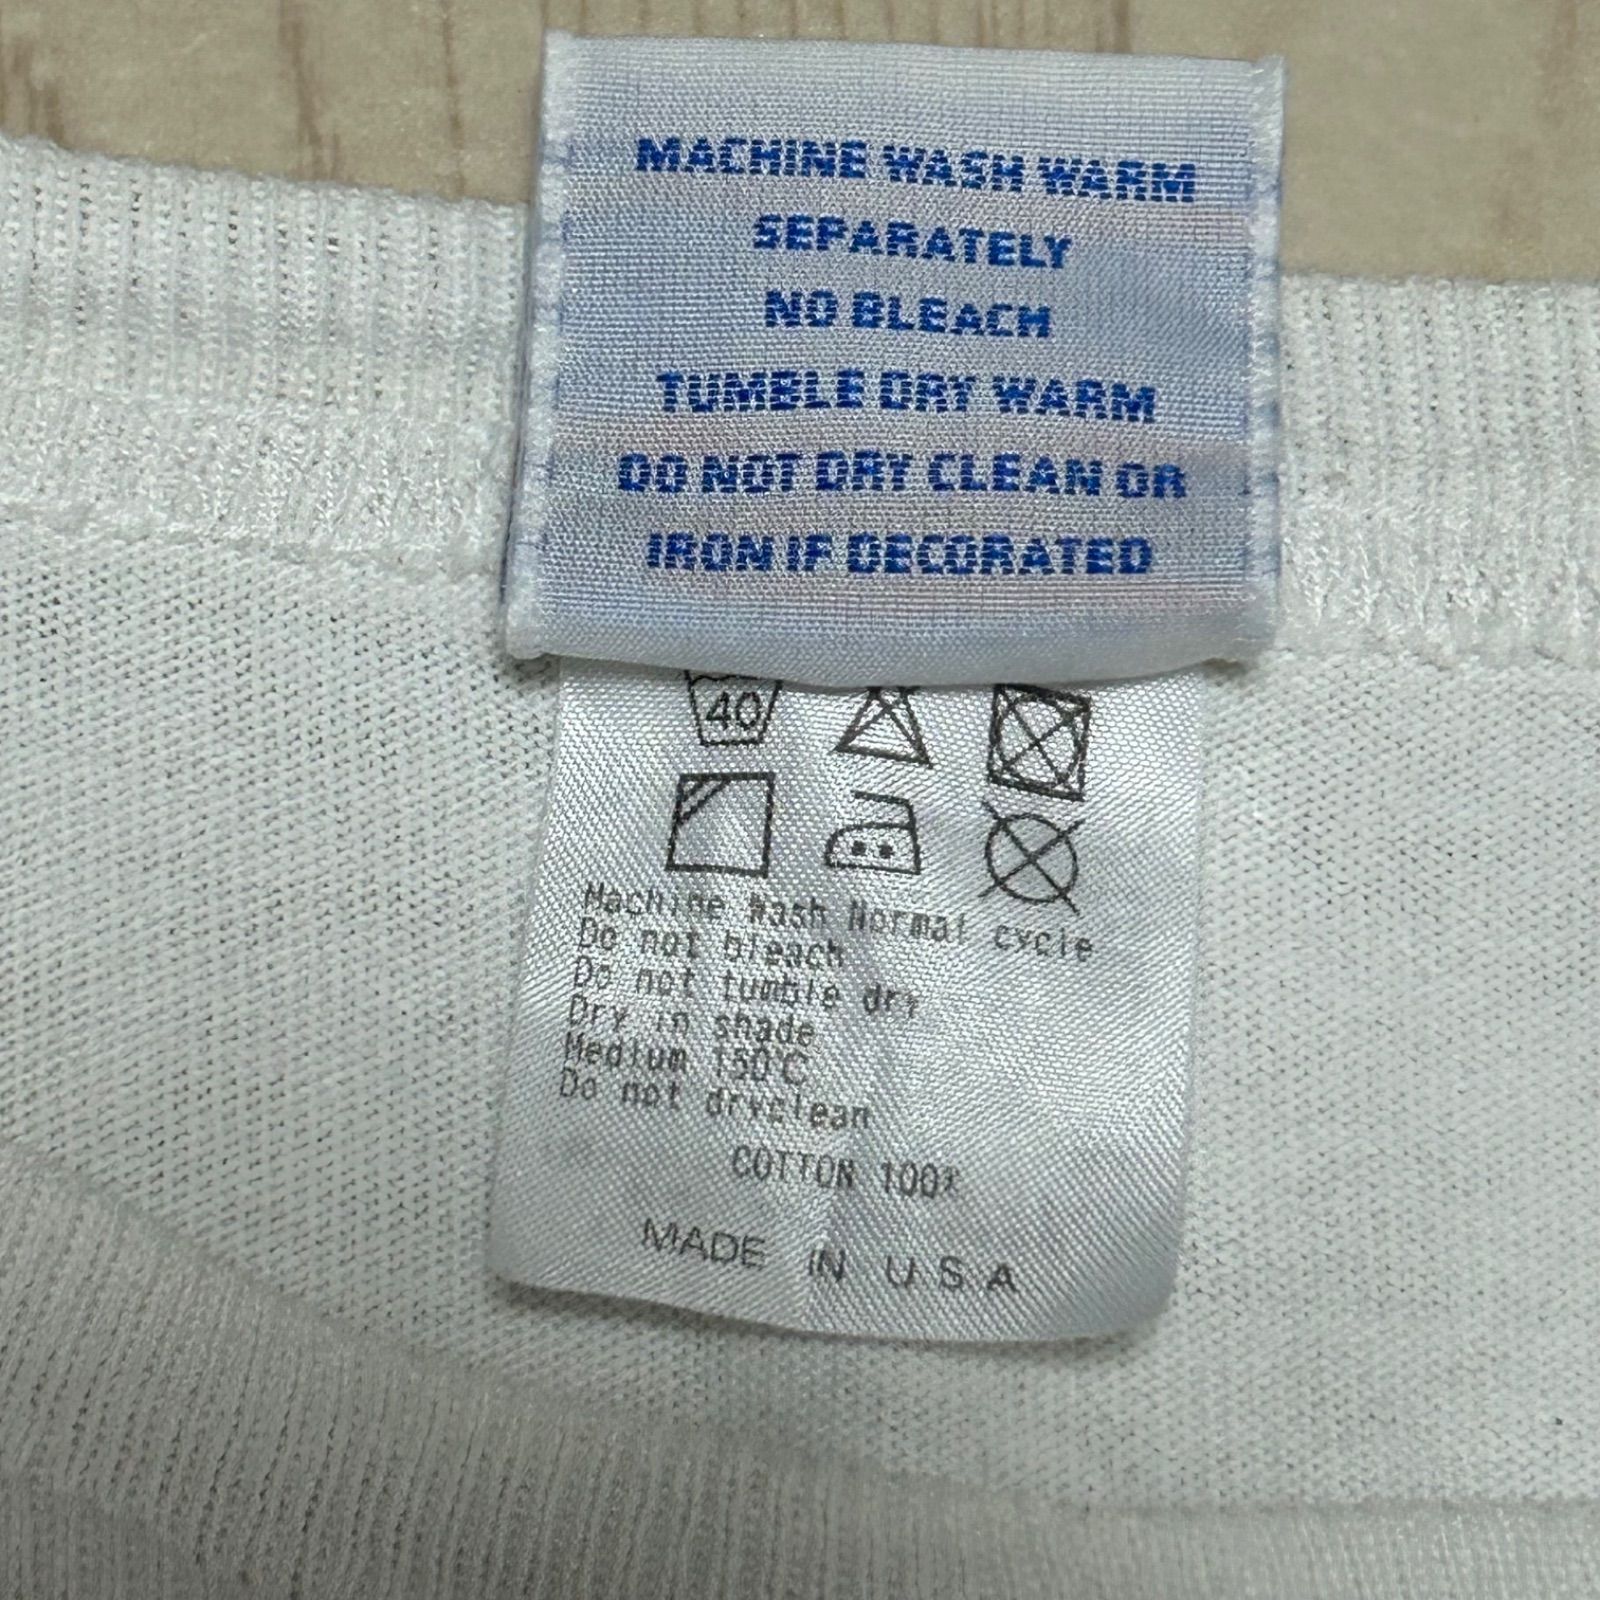 MACHINE WASH WARM
SEPARATELY
NO BLEACH
TUMBLE DRY WARM
DO NOT DRY CLEAN OR
IRON IF DECORATED
40
Machine Wash Normal cycle
Do not bleach
Do not tumble dry
Dry in shade
Medium 150℃
Do not dryclean
COTTON 100%
MADE IN U.S.A